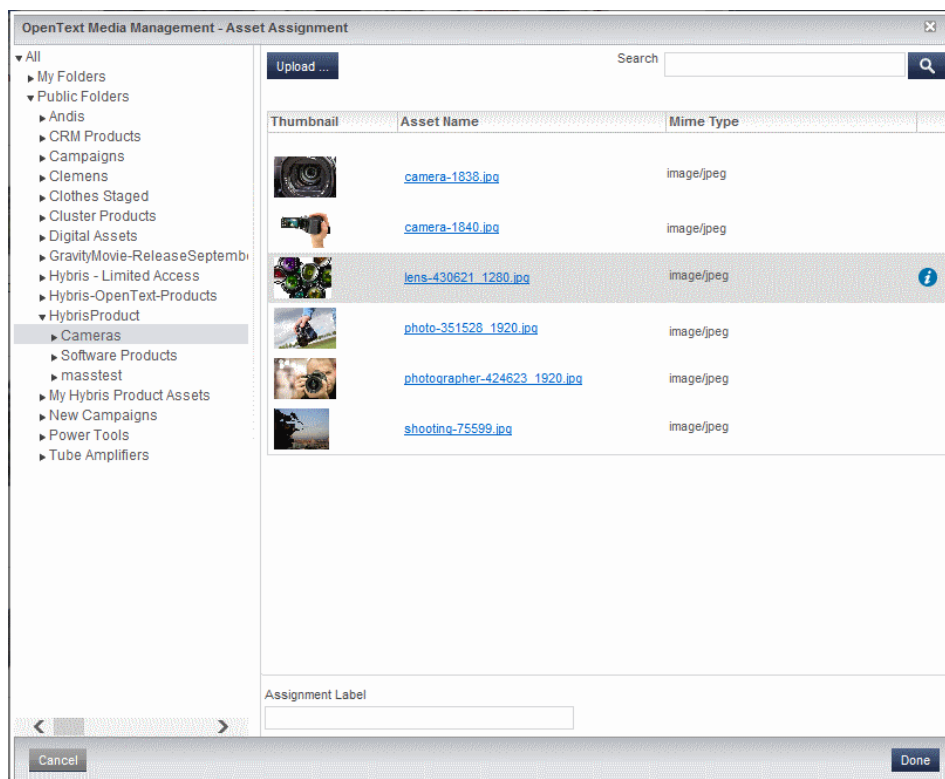 OpenText Media Management - Asset Assignment
All
My Folders
Public Folders
Andis
CRM Products
Campaigns
Clemens
Clothes Staged
Cluster Products
Digital Assets
GravityMovie-ReleaseSeptemb
Hybris - Limited Access
Hybris-OpenText-Products
HybrisProduct
Cameras
Software Products
masstest
My Hybris Product Assets
New Campaigns
Power Tools
Tube Amplifiers
Upload ...
Search
Thumbnail Asset Name Mime Type
camera-1838.jpg image/jpeg
camera-1840.jpg image/jpeg
lens-430621_1280.jpg image/jpeg
photo-351528_1920.jpg image/jpeg
photographer-424623_1920.jpg image/jpeg
shooting-75599.jpg image/jpeg
Assignment Label
Cancel
Done